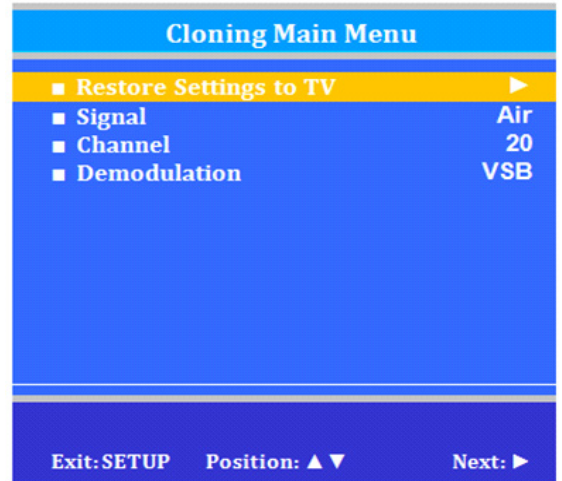 Cloning Main Menu
■ Restore Settings to TV ►
■ Signal Air
■ Channel 20
■ Demodulation VSB
Exit: SETUP Position: ▲▼ Next: ►